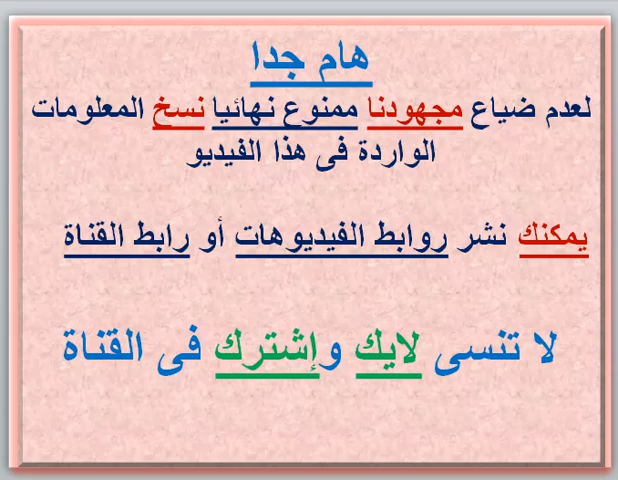 هام جدا
لعدم ضياع مجهودنا ممنوع نهائيا نسخ المعلومات
الواردة فى هذا الفيديو
يمكنك نشر روابط الفيديوهات أو رابط القناة
لا تنسى لايك وإشترك فى القناة